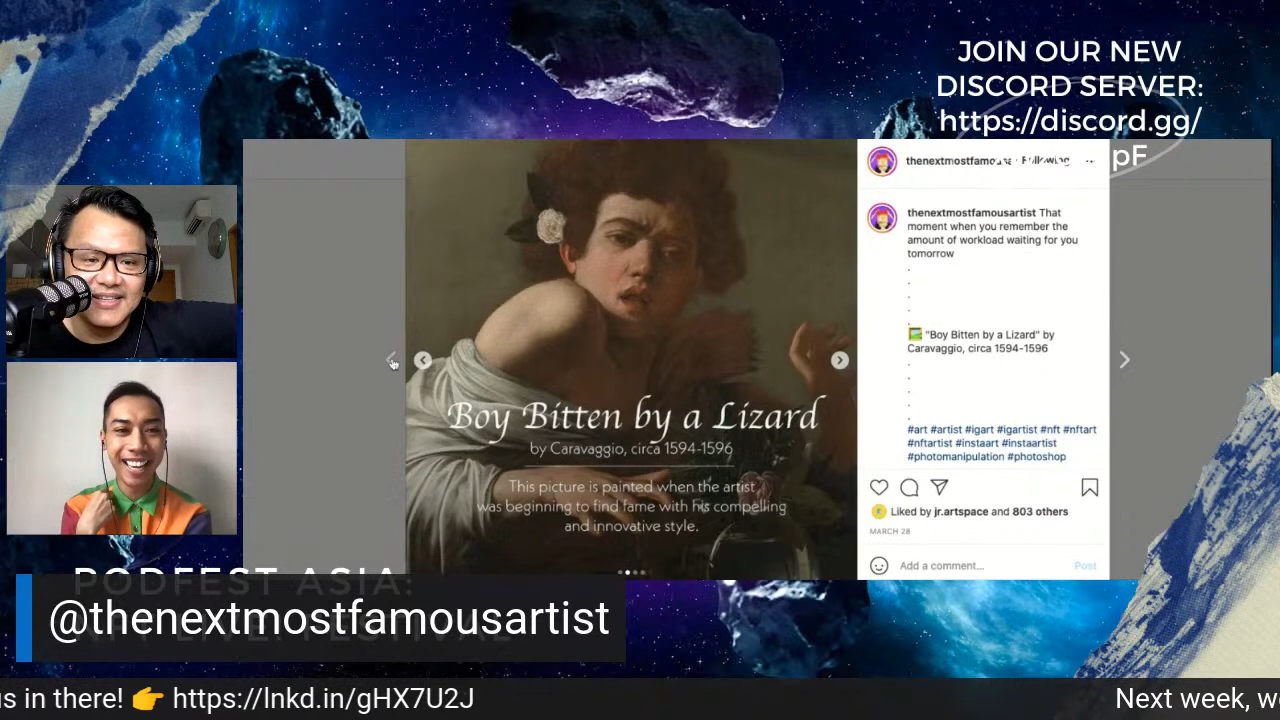 JOIN OUR NEW
DISCORD SERVER:
https://discord.gg/
pF
thenextmostfamous
thenextmostfamousartist That
moment when you remember the
amount of workload waiting for you
tomorrow
.
.
.
.
.
"Boy Bitten by a Lizard" by
Caravaggio, circa 1594-1596
.
.
.
.
.
#art #artist #igart #igartist #nft #nftart
#nftartist #instaart #instaartist
#photomanipulation #photoshop
Liked by jr.artspace and 803 others
MARCH 28
Add a comment... Post
Boy Bitten by a Lizard
by Caravaggio, circa 1594-1596
This picture is painted when the artist
was beginning to find fame with his compelling
and innovative style.
PODFEST ASIA:
@thenextmostfamousartist
us in there! 👉 https://lnkd.in/gHX7U2J
Next week, w